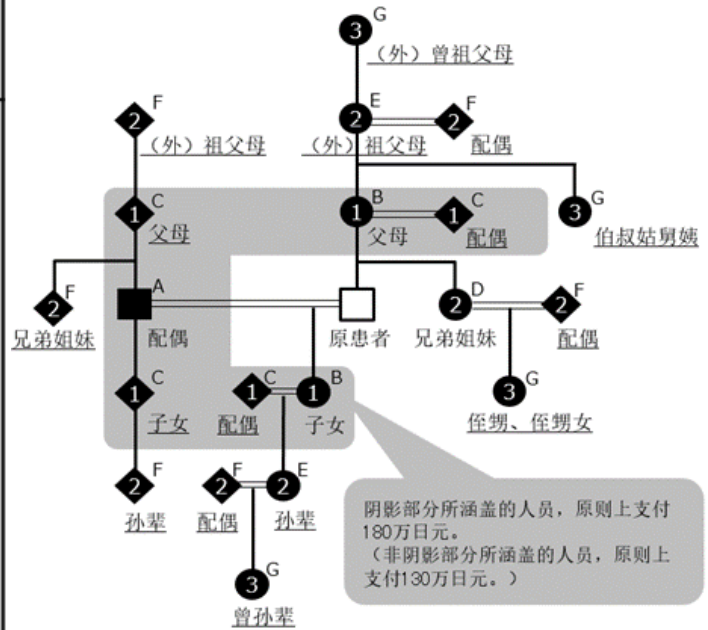 3 G
（外）曾祖父母
2 F
2 E
2 F
（外）祖父母
（外）祖父母
配偶
1 C
1 B
1 C
3 G
父母
父母
配偶
伯叔姑舅姨
2 F
A
2 D
2 F
兄弟姐妹
配偶
原患者
兄弟姐妹
配偶
1 C
1 C
1 B
3 G
子女
配偶
子女
侄甥、侄甥女
2 F
2 F
2 E
孙辈
配偶
孙辈
3 G
曾孙辈
阴影部分所涵盖的人员，原则上支付
180万日元。
（非阴影部分所涵盖的人员，原则上
支付130万日元。）